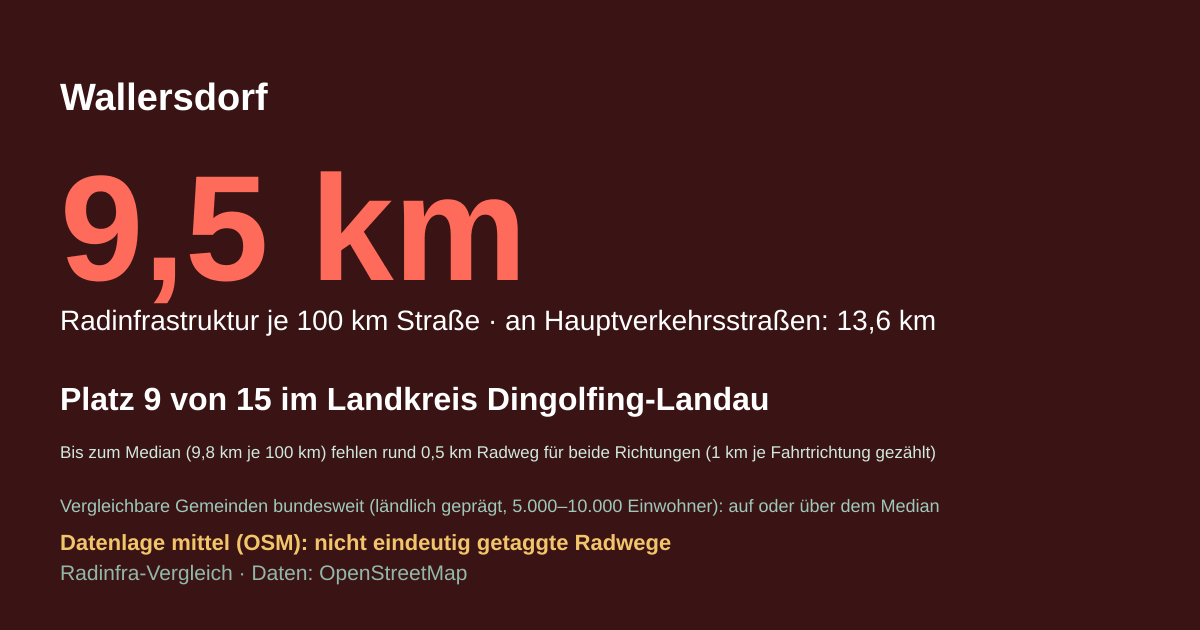 Wallersdorf
9,5 km
Radinfrastruktur je 100 km Straße · an Hauptverkehrsstraßen: 13,6 km
Platz 9 von 15 im Landkreis Dingolfing-Landau
Bis zum Median (9,8 km je 100 km) fehlen rund 0,5 km Radweg für beide Richtungen (1 km je Fahrtrichtung gezählt)
Vergleichbare Gemeinden bundesweit (ländlich geprägt, 5.000–10.000 Einwohner): auf oder über dem Median
Datenlage mittel (OSM): nicht eindeutig getaggte Radwege
Radinfra-Vergleich · Daten: OpenStreetMap